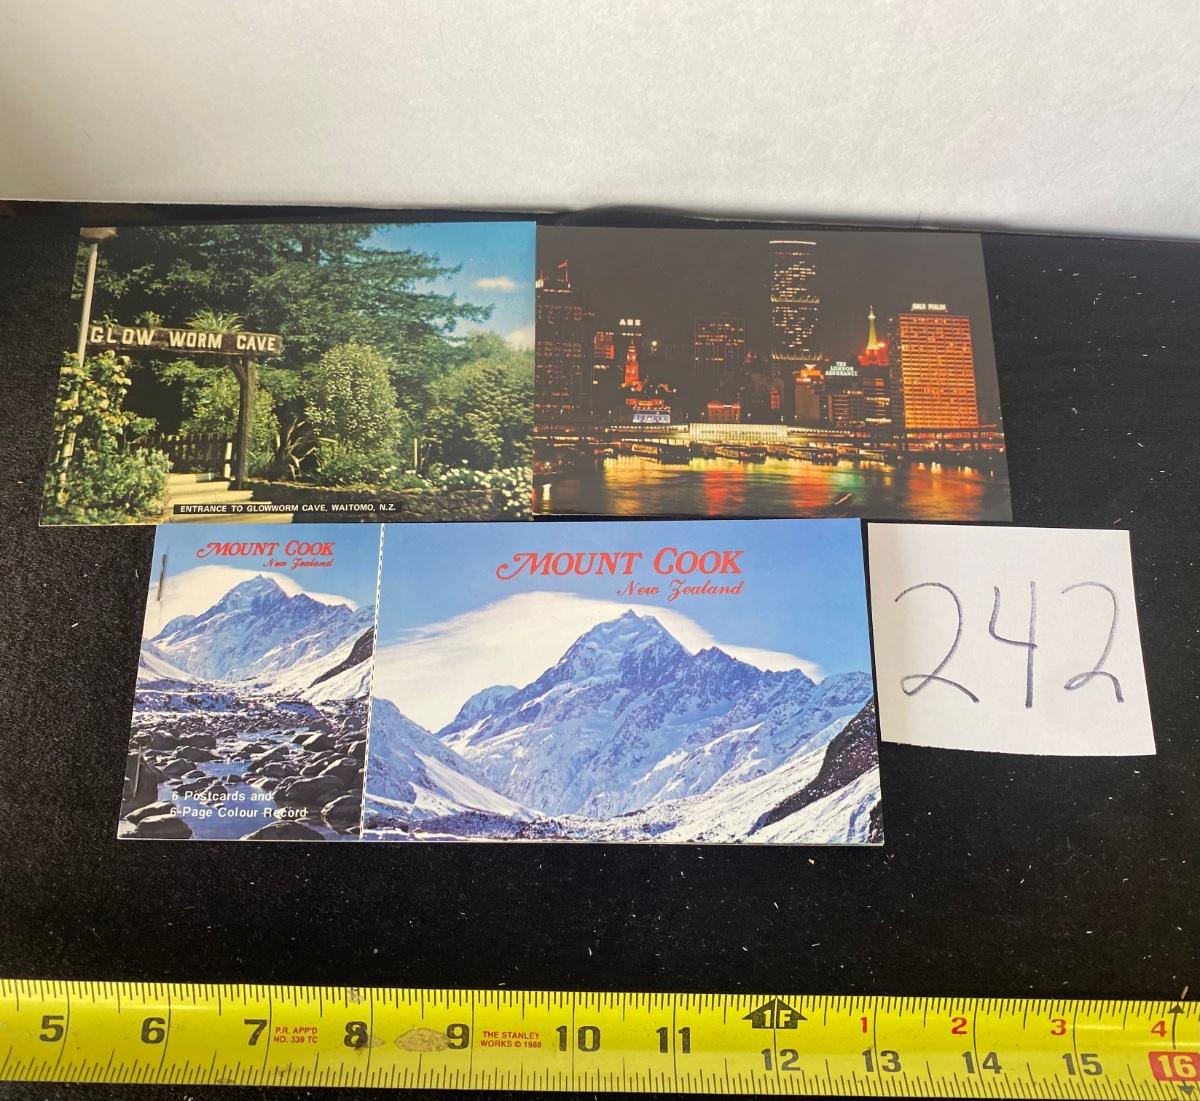 GLOW WORM CAVE
ENTRANCE TO GLOWWORM CAVE, WAITOMO, N.Z.
ANZ
THE
LONDON
ASSURANCE
GOLD FIELDS
MOUNT COOK
New Zealand
6 Postcards and
6-Page Colour Record
MOUNT COOK
New Zealand
242
5 6 7 P.R. APP'D
NO. 339 TC 8 9 THE STANLEY
WORKS © 1988 10 11 1F 1 2 3 4
12 13 14 15 16